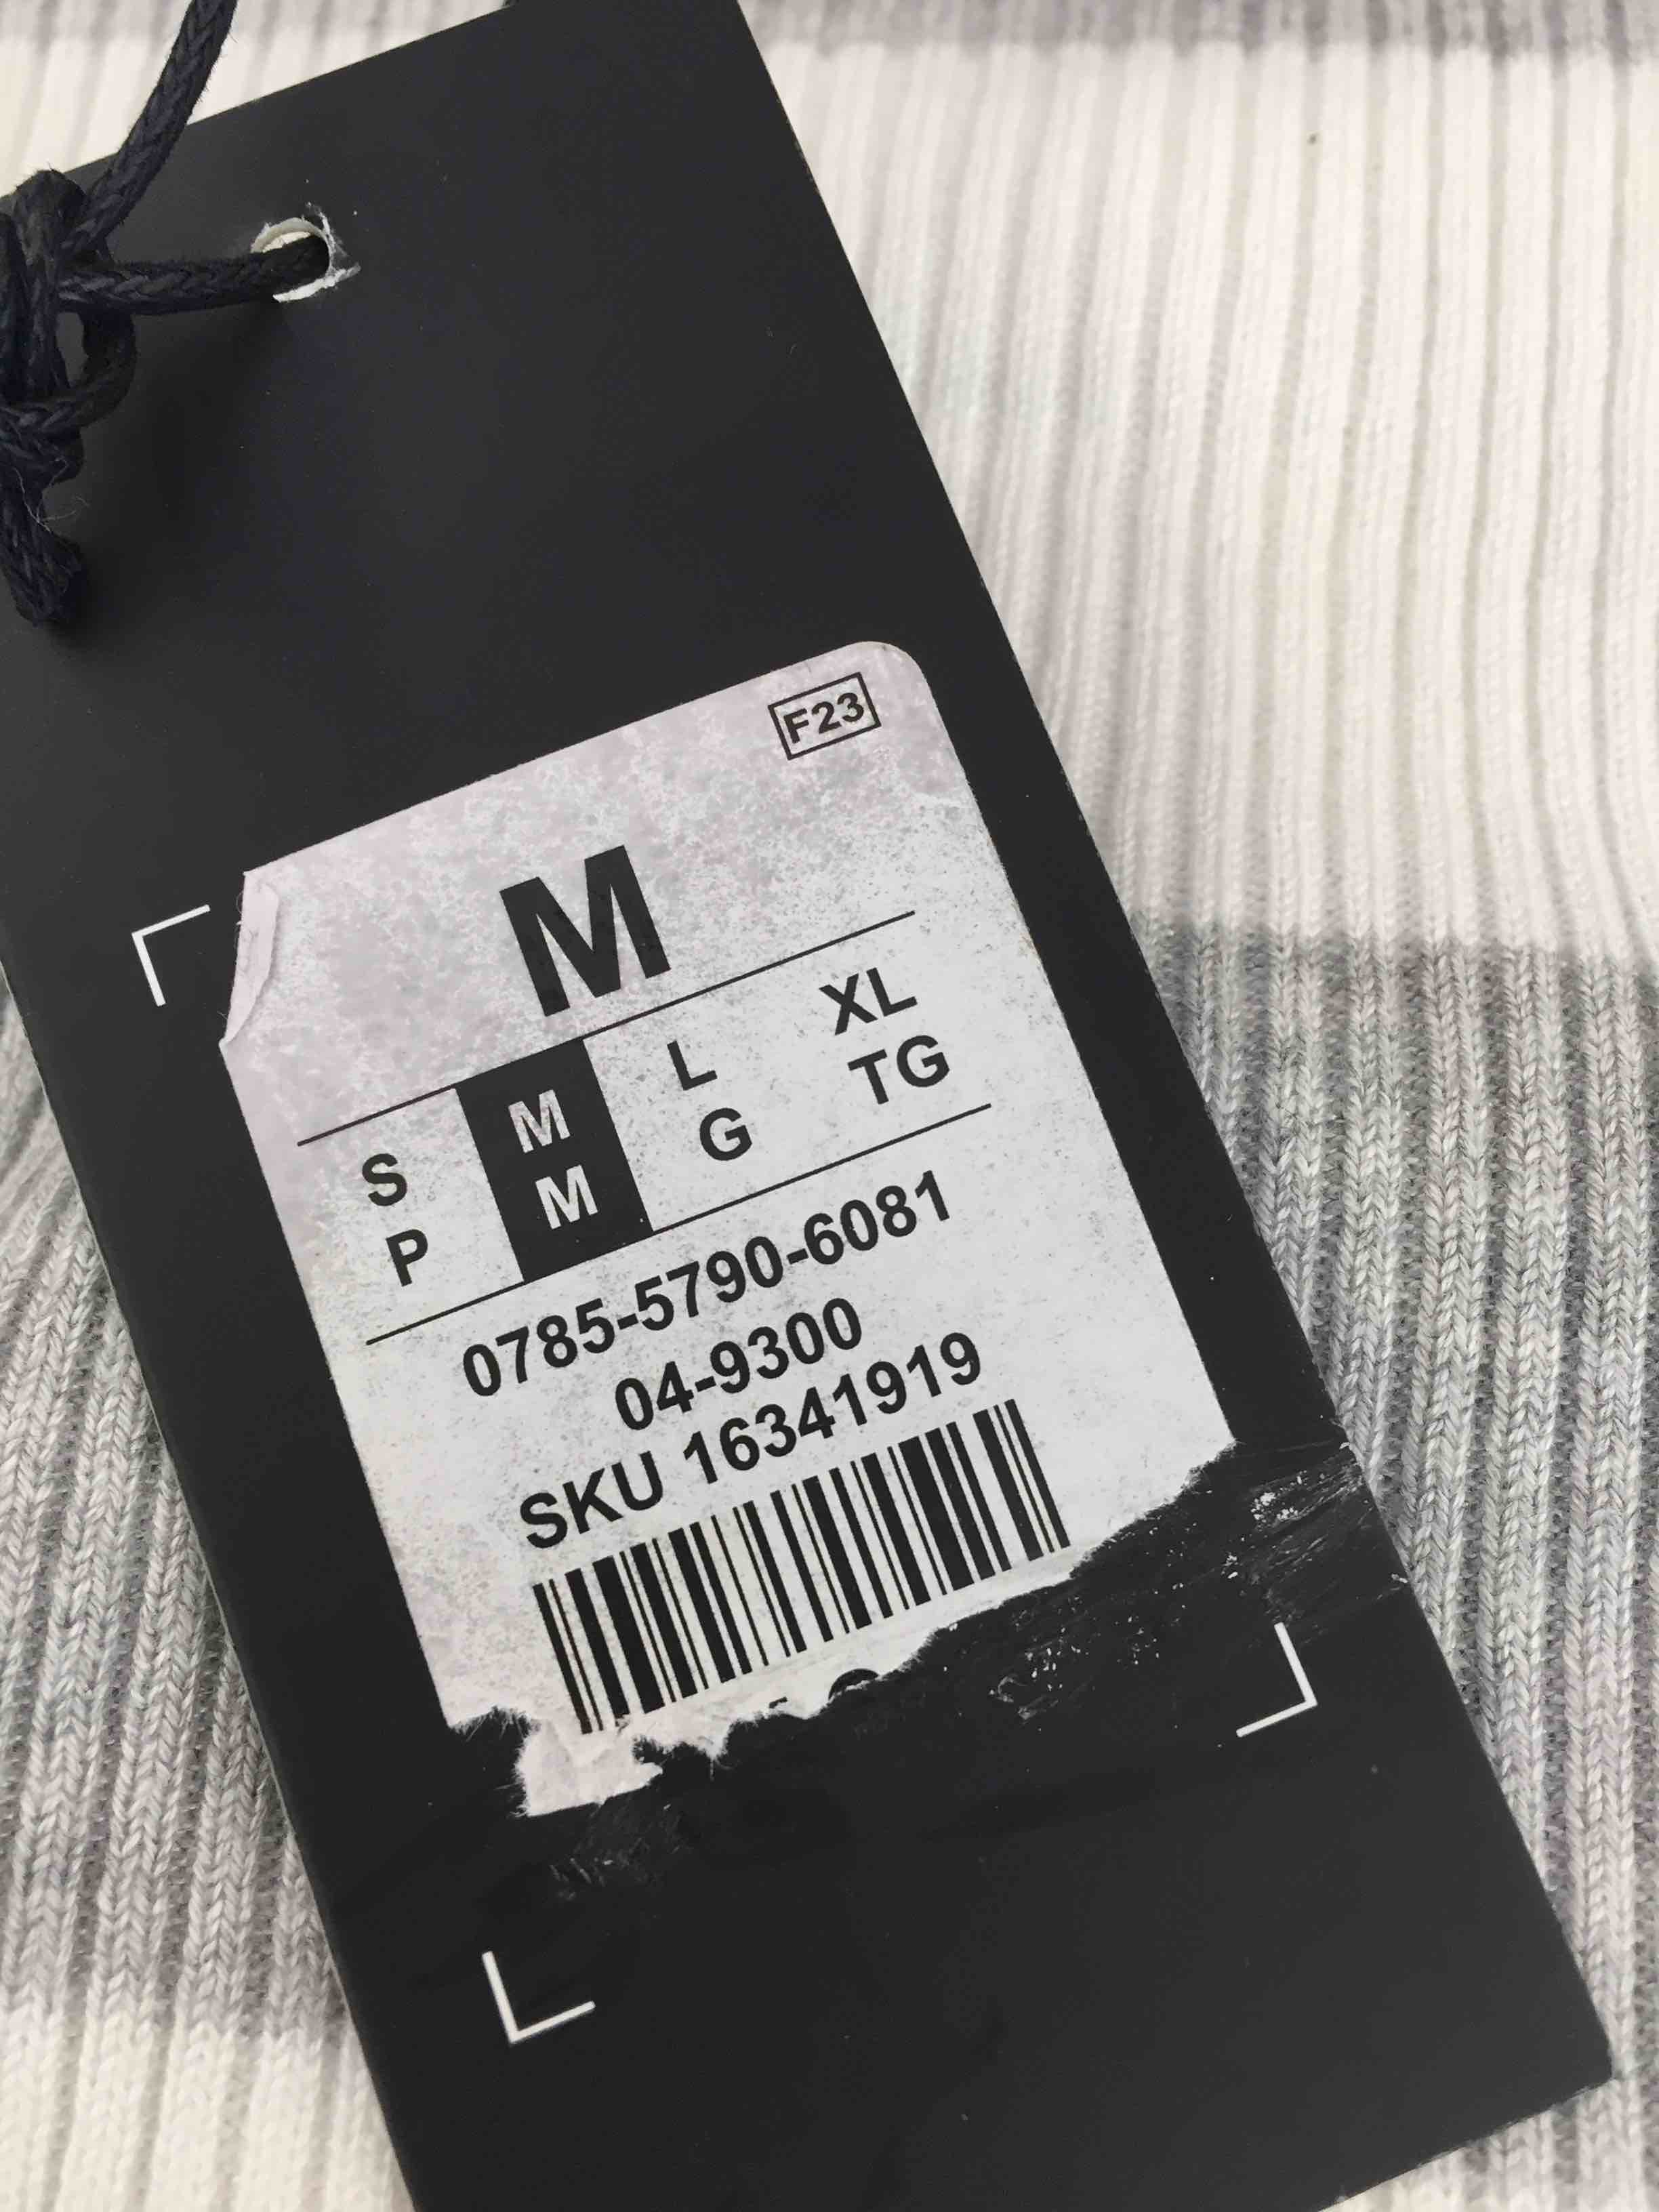 F23
M
S M L XL
P M G TG
0785-5790-6081
04-9300
SKU 16341919